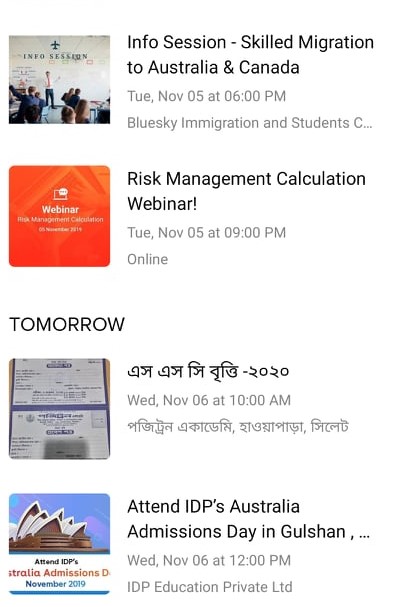 INFO SESSION
Info Session - Skilled Migration
to Australia & Canada
Tue, Nov 05 at 06:00 PM
Bluesky Immigration and Students C...
Webinar
Risk Management Calculation
05 November 2019
Risk Management Calculation
Webinar!
Tue, Nov 05 at 09:00 PM
Online
TOMORROW
এস এস সি বৃত্তি -২০২০
Wed, Nov 06 at 10:00 AM
পজিট্রন একাডেমি, হাওয়াপাড়া, সিলেট
Attend IDP's
stralia Admissions D
November 2019
Attend IDP’s Australia
Admissions Day in Gulshan , ...
Wed, Nov 06 at 12:00 PM
IDP Education Private Ltd